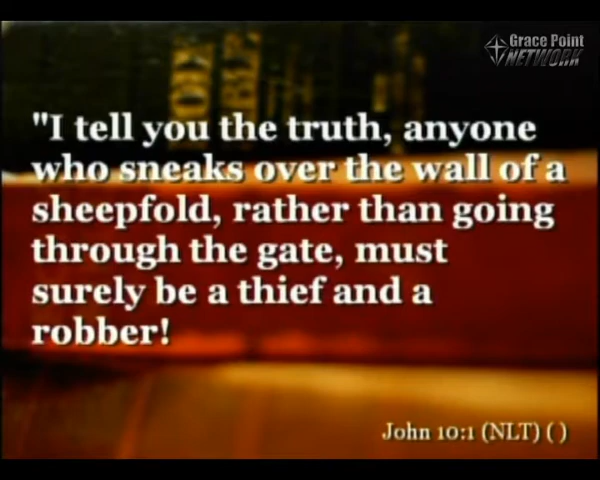 Grace Point
NETWORK
"I tell you the truth, anyone
who sneaks over the wall of a
sheepfold, rather than going
through the gate, must
surely be a thief and a
robber!
John 10:1 (NLT) ( )